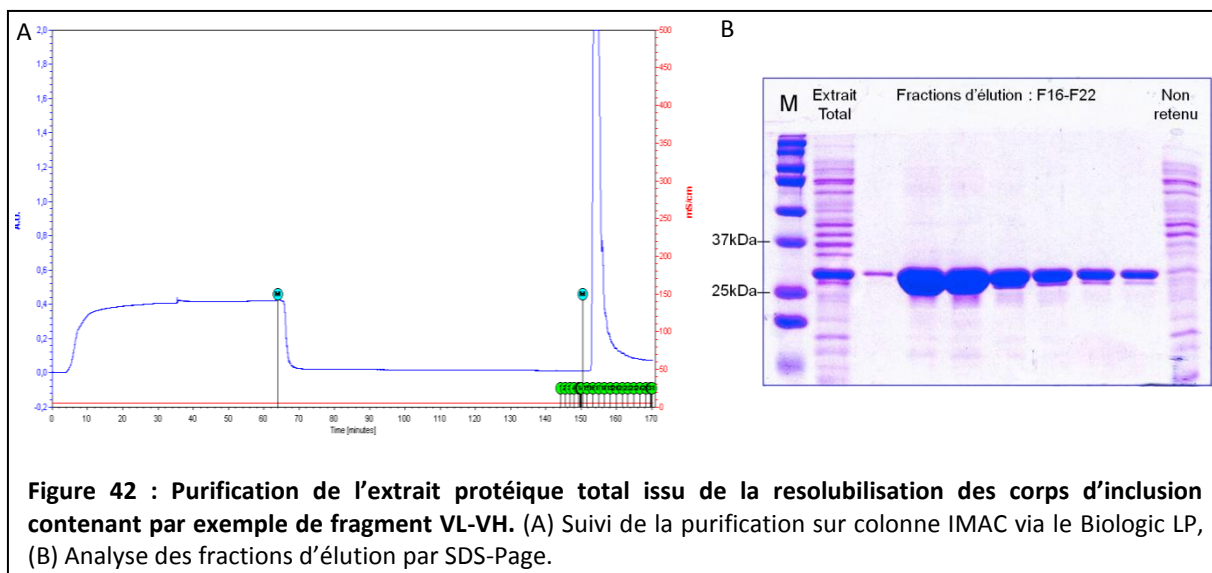 A
2,0
1,8
1,6
1,4
1,2
1,0
0,8
0,6
0,4
0,2
0,0
-0,2
A.U.
500
450
400
350
300
250
200
150
100
50
0
mS/cm
0 10 20 30 40 50 60 70 80 90 100 110 120 130 140 150 160 170
Time [minutes]
B
M
Extrait
Total
Fractions d'élution : F16-F22
Non
retenu
37kDa
25kDa
Figure 42 : Purification de l'extrait protéique total issu de la resolubilisation des corps d'inclusion
contenant par exemple de fragment VL-VH. (A) Suivi de la purification sur colonne IMAC via le Biologic LP,
(B) Analyse des fractions d'élution par SDS-Page.